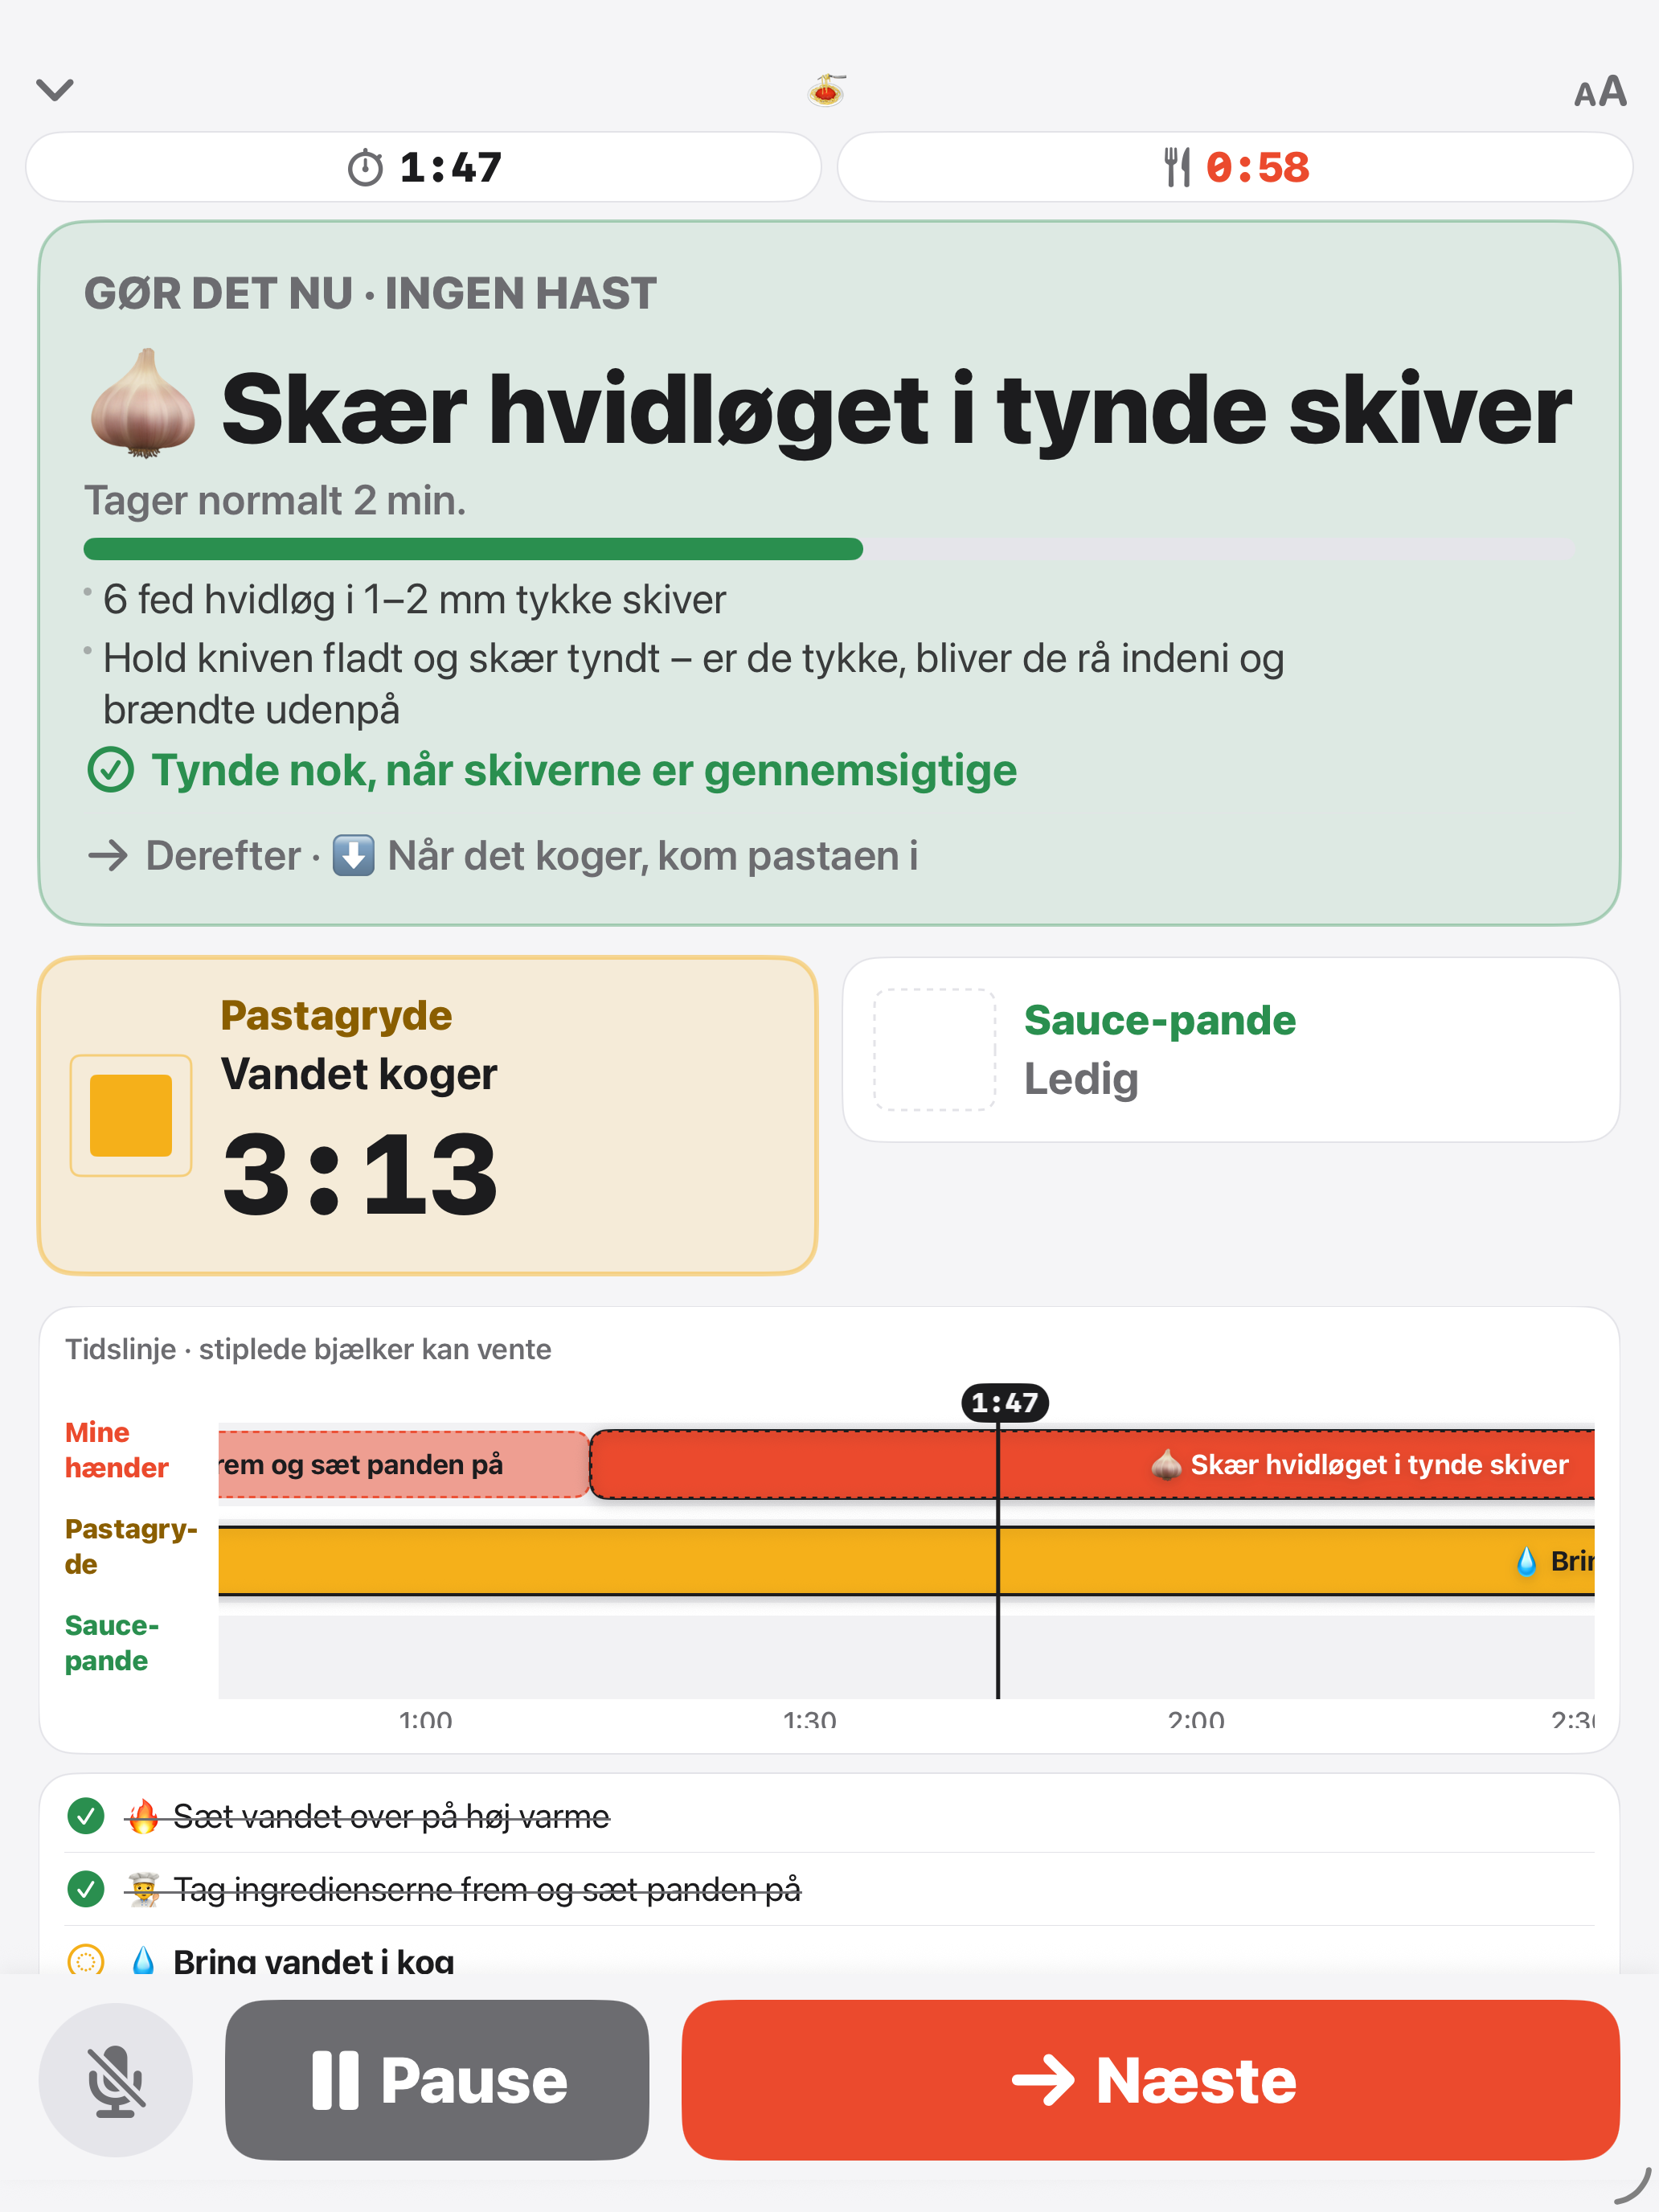 AA
1:47
0:58
GØR DET NU · INGEN HAST
Skær hvidløget i tynde skiver
Tager normalt 2 min.
6 fed hvidløg i 1–2 mm tykke skiver
Hold kniven fladt og skær tyndt – er de tykke, bliver de rå indeni og
brændte udenpå
Tynde nok, når skiverne er gennemsigtige
→ Derefter · Når det koger, kom pastaen i
Pastagryde
Vandet koger
3:13
Sauce-pande
Ledig
Tidslinje · stiplede bjælker kan vente
1:47
Mine
hænder
rem og sæt panden på
Skær hvidløget i tynde skiver
Pastagry-
de
Brin
Sauce-
pande
1:00
1:30
2:00
2:30
Sæt vandet over på høj varme
Tag ingredienserne frem og sæt panden på
Bring vandet i kog
Pause
→ Næste